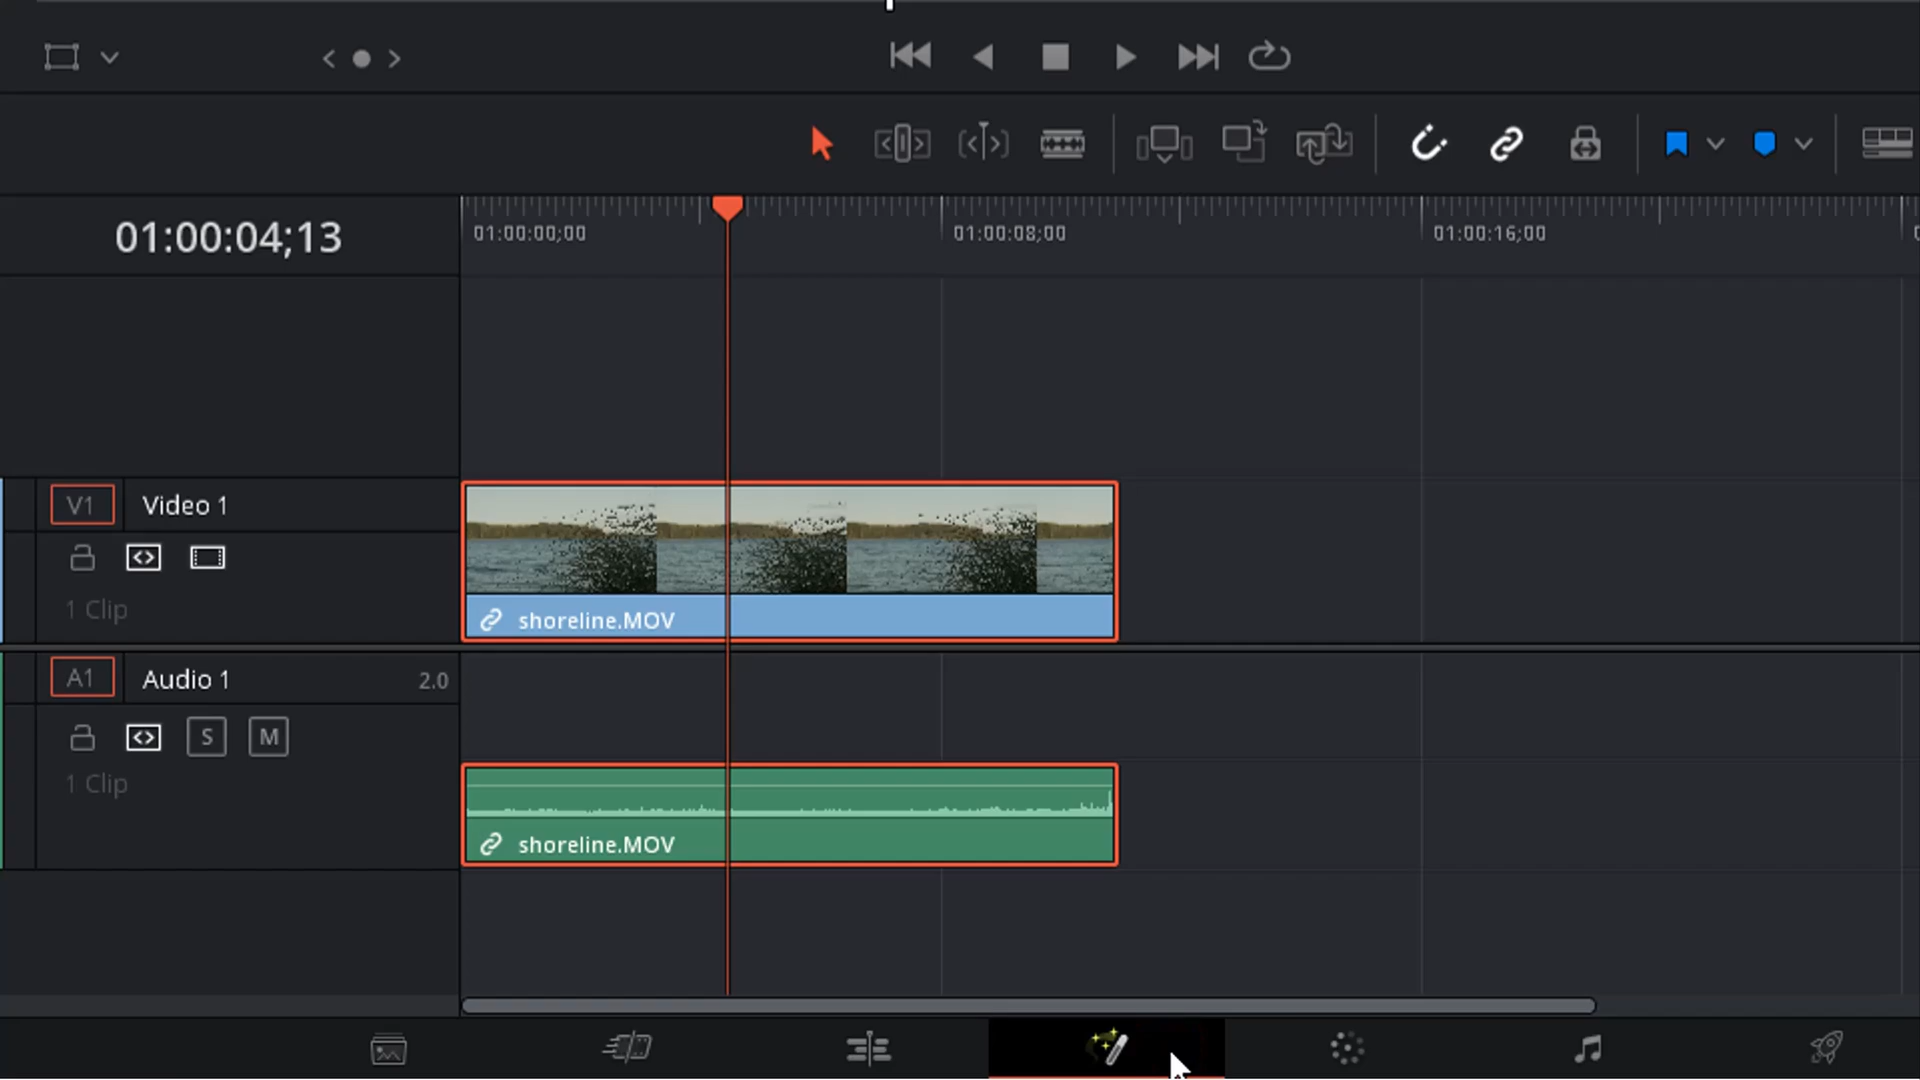 01:00:04;13
01:00:00;00
01:00:08;00
01:00:16;00
V1 Video 1
1 Clip
shoreline.MOV
A1 Audio 1 2.0
S M
1 Clip
shoreline.MOV